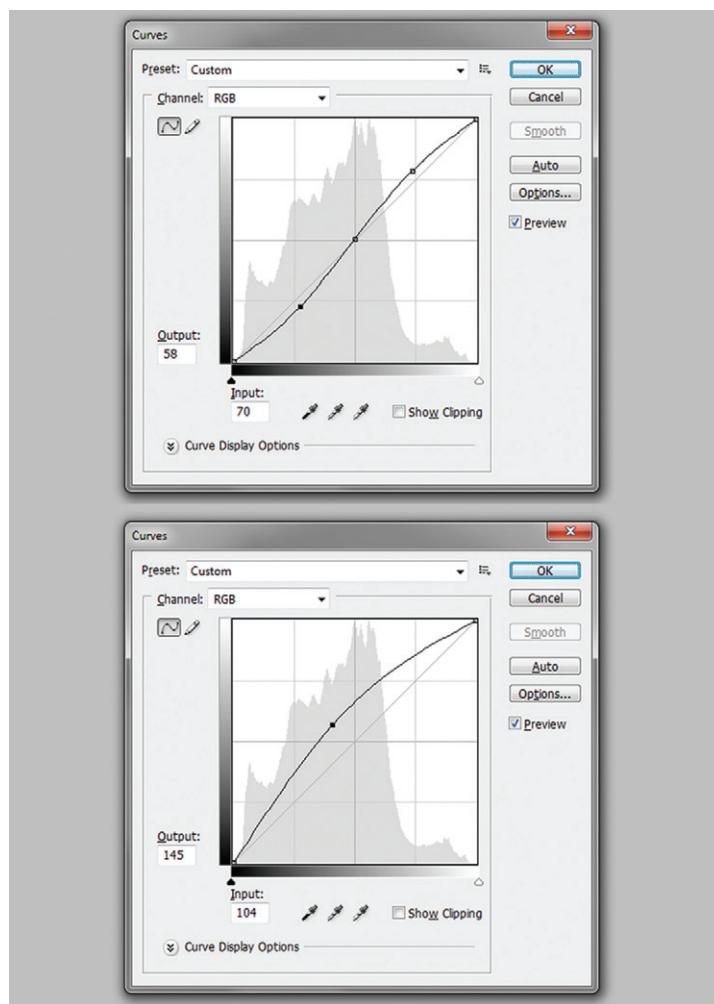 Curves
Preset: Custom
OK
Channel: RGB
Cancel
Smooth
Auto
Options...
Preview
Output:
58
Input:
70
Show Clipping
Curve Display Options
Curves
Preset: Custom
OK
Channel: RGB
Cancel
Smooth
Auto
Options...
Preview
Output:
145
Input:
104
Show Clipping
Curve Display Options